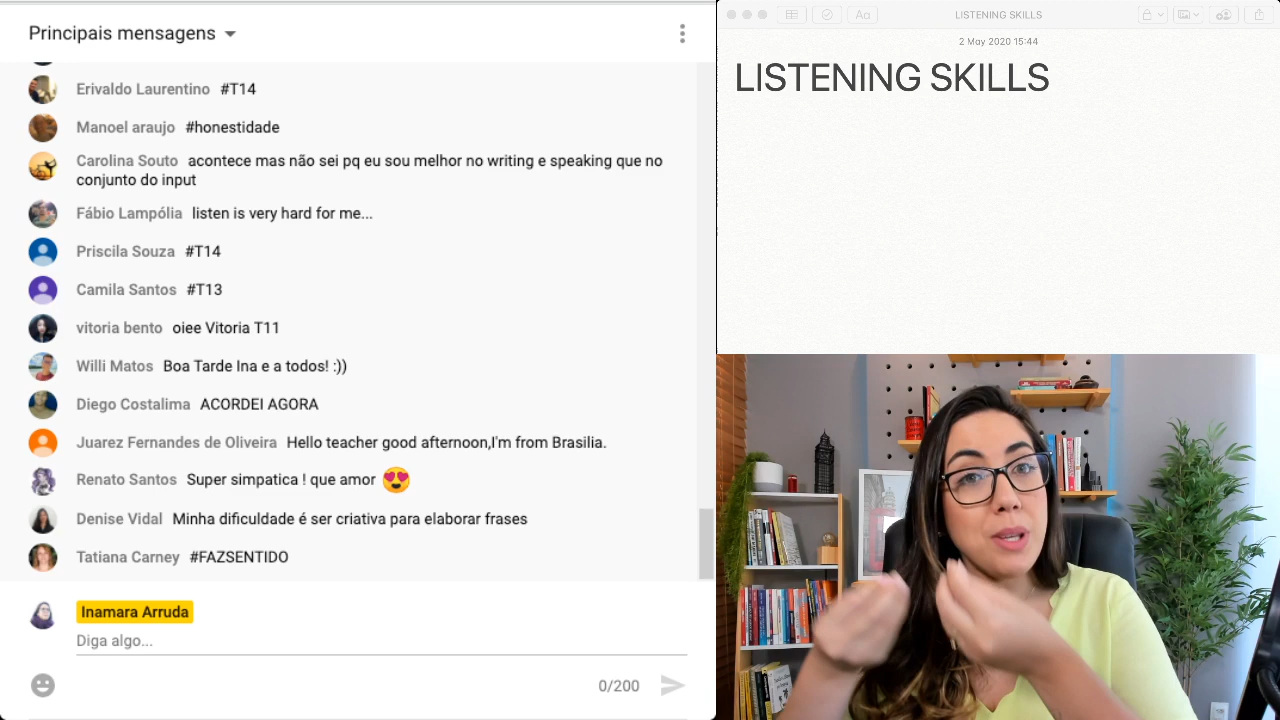 Principais mensagens
Erivaldo Laurentino #T14
Manoel araujo #honestidade
Carolina Souto acontece mas não sei pq eu sou melhor no writing e speaking que no
conjunto do input
Fábio Lampólia listen is very hard for me...
Priscila Souza #T14
Camila Santos #T13
vitoria bento oiee Vitoria T11
Willi Matos Boa Tarde Ina e a todos! :))
Diego Costalima ACORDEI AGORA
Juarez Fernandes de Oliveira Hello teacher good afternoon,I'm from Brasilia.
Renato Santos Super simpatica ! que amor 😍
Denise Vidal Minha dificuldade é ser criativa para elaborar frases
Tatiana Carney #FAZSENTIDO
Inamara Arruda
Diga algo...
0/200
Aa
LISTENING SKILLS
2 May 2020 15:44
LISTENING SKILLS